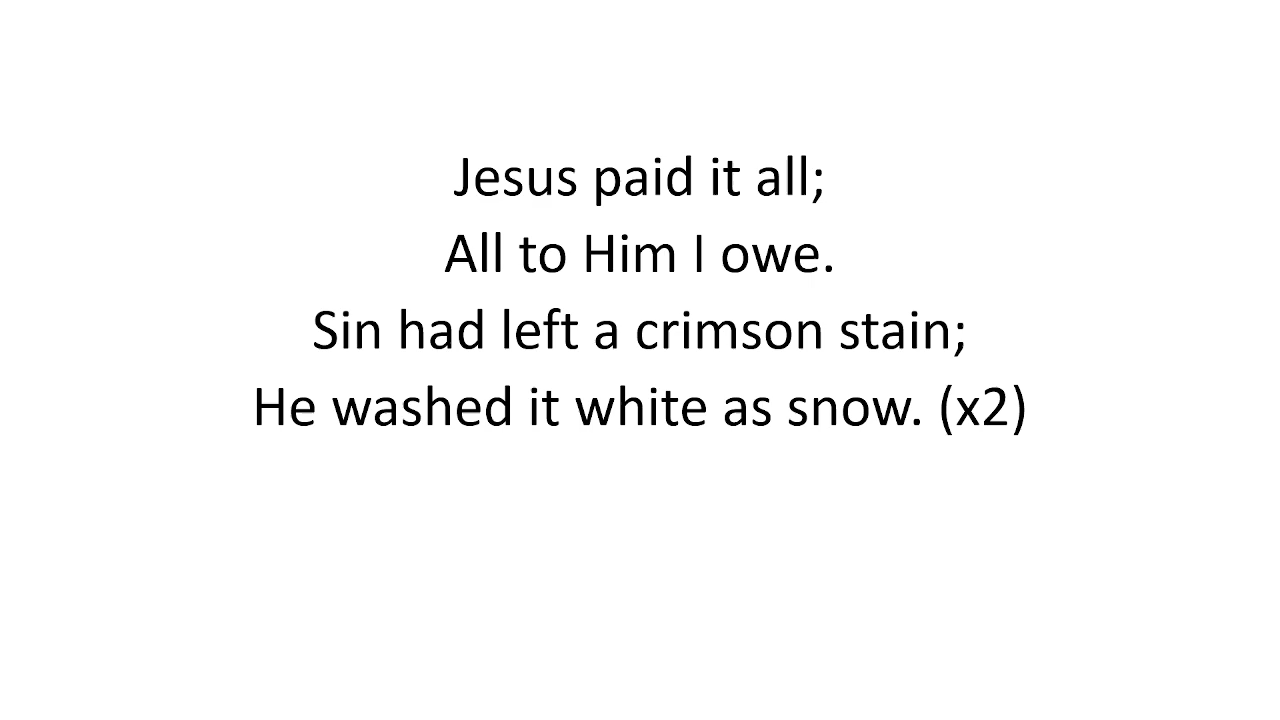 Jesus paid it all;
All to Him I owe.
Sin had left a crimson stain;
He washed it white as snow. (x2)